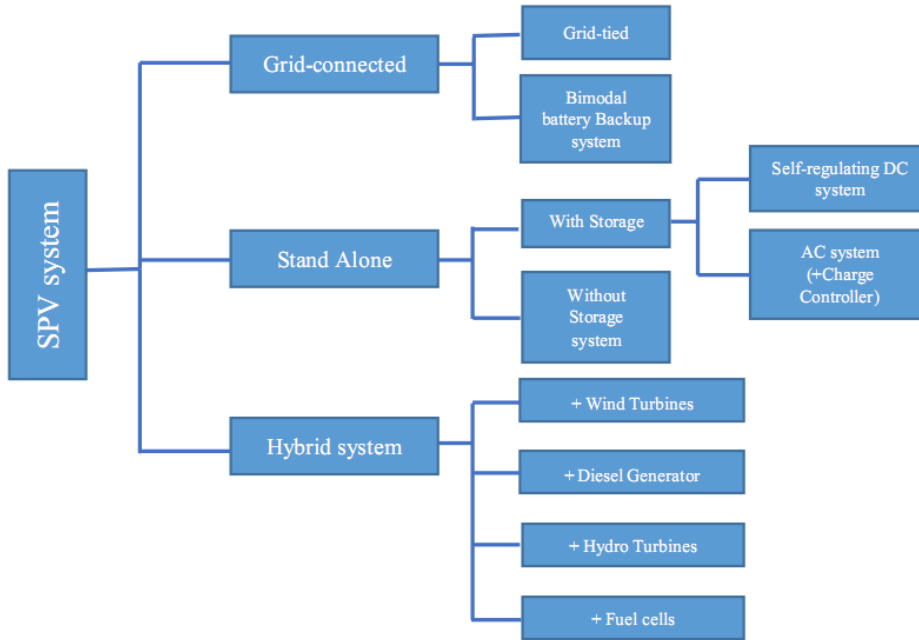 SPV system
Grid-connected
Grid-tied
Bimodal
battery Backup
system
Stand Alone
With Storage
Self-regulating DC
system
AC system
(+Charge
Controller)
Without
Storage
system
Hybrid system
+ Wind Turbines
+ Diesel Generator
+ Hydro Turbines
+ Fuel cells